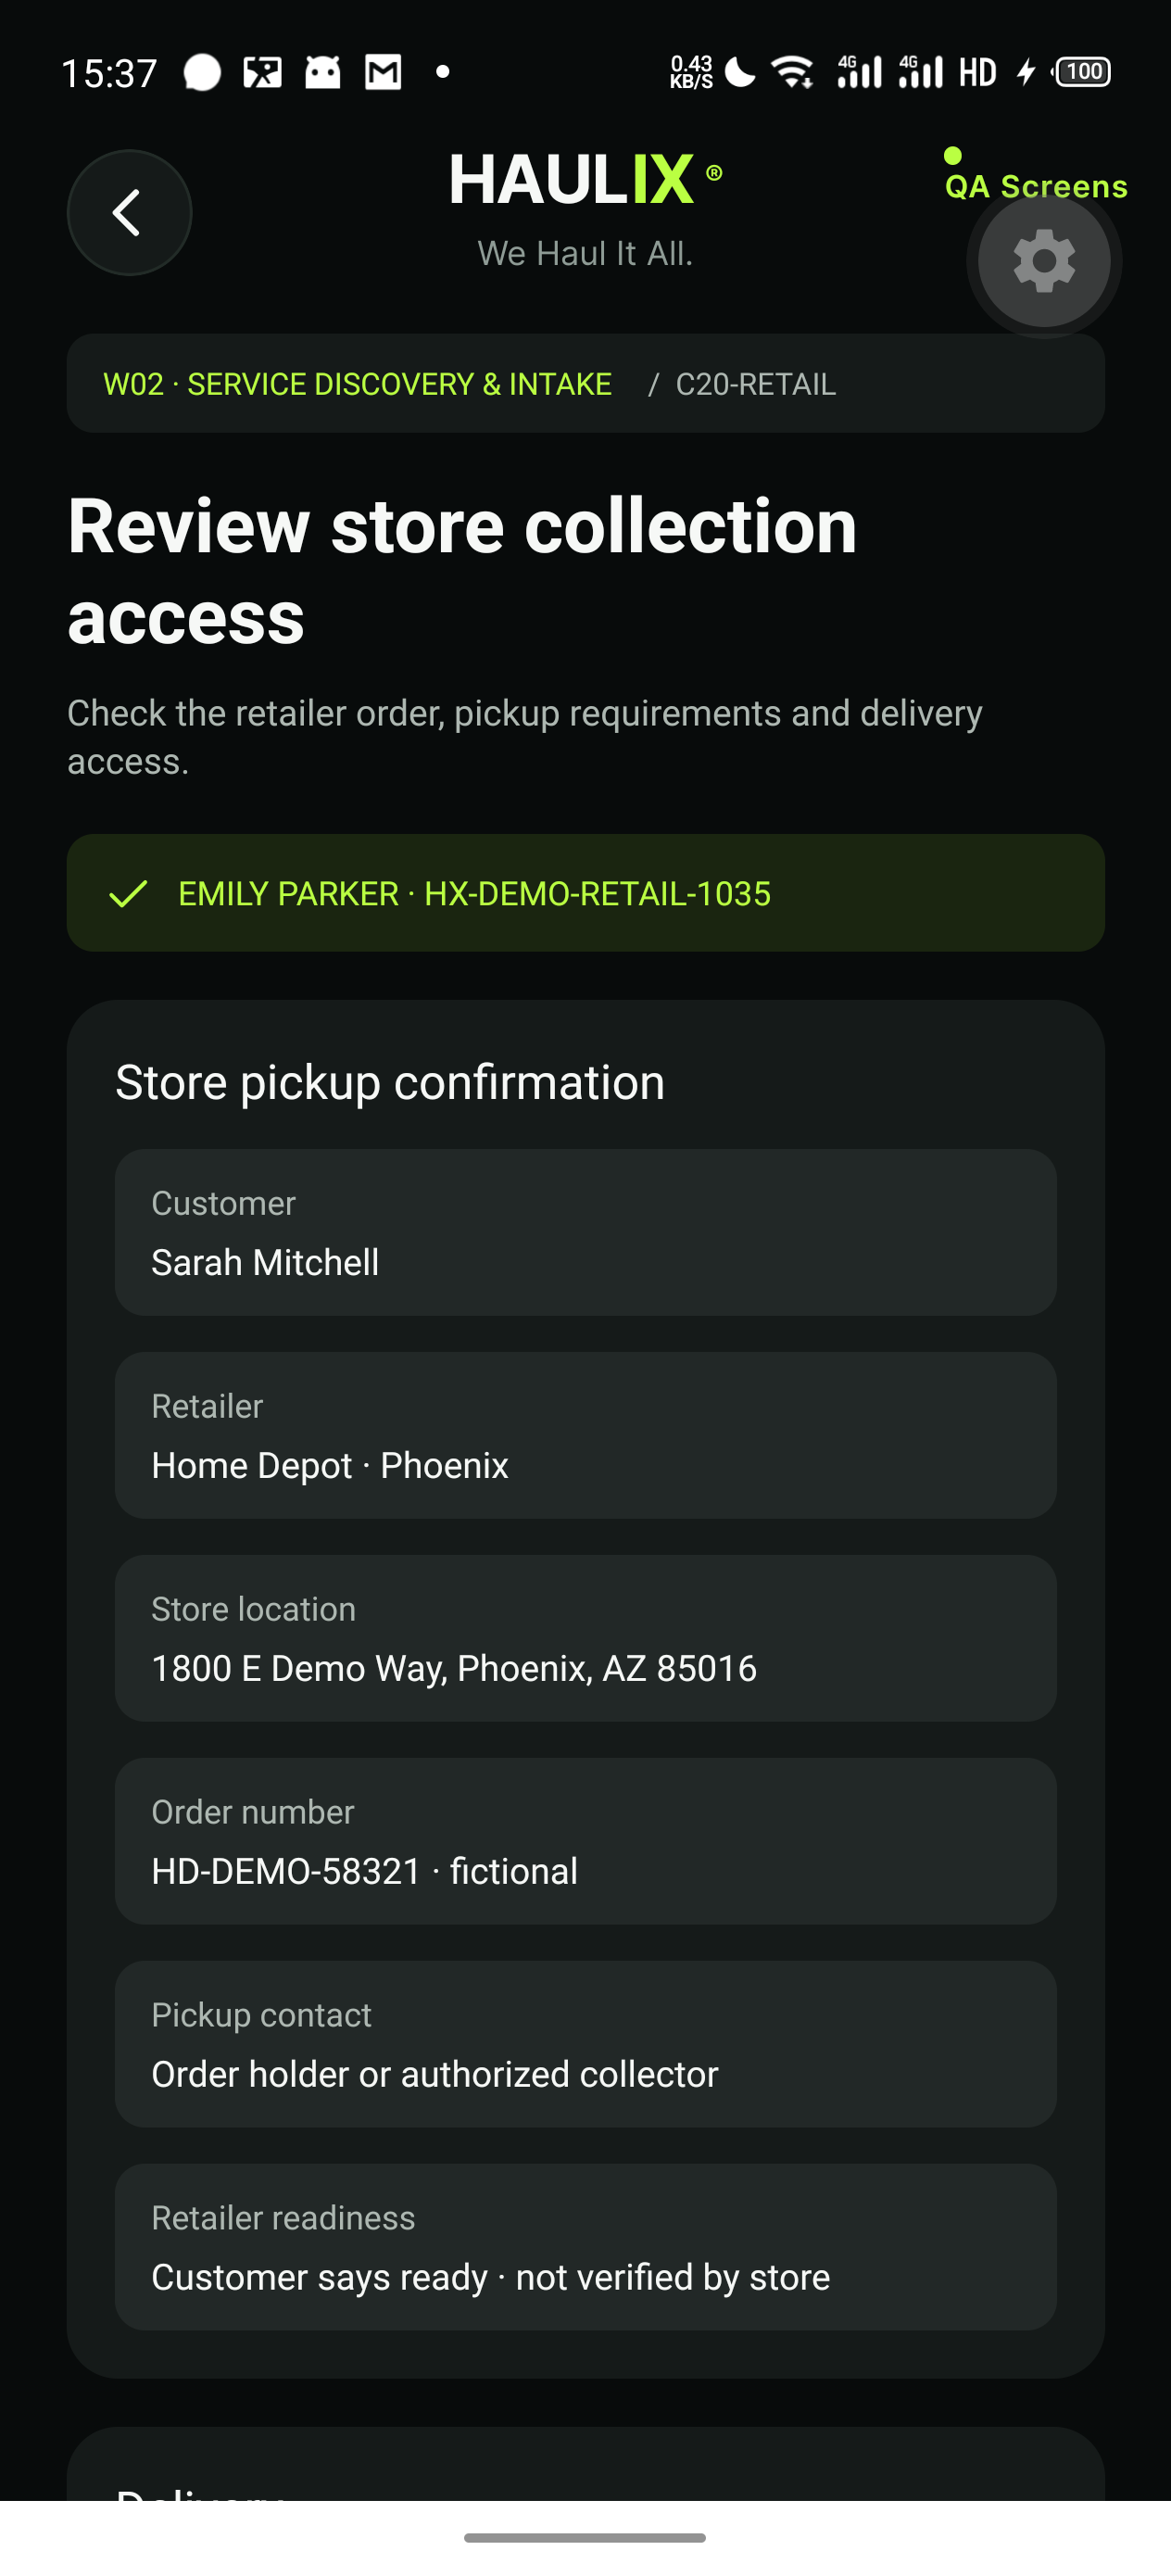 15:37
0.43 KB/S 4G 4G HD 100
HAULIX ®
We Haul It All.
QA Screens
W02 · SERVICE DISCOVERY & INTAKE / C20-RETAIL
Review store collection
access
Check the retailer order, pickup requirements and delivery
access.
EMILY PARKER · HX-DEMO-RETAIL-1035
Store pickup confirmation
Customer
Sarah Mitchell
Retailer
Home Depot · Phoenix
Store location
1800 E Demo Way, Phoenix, AZ 85016
Order number
HD-DEMO-58321 · fictional
Pickup contact
Order holder or authorized collector
Retailer readiness
Customer says ready · not verified by store
Delivery